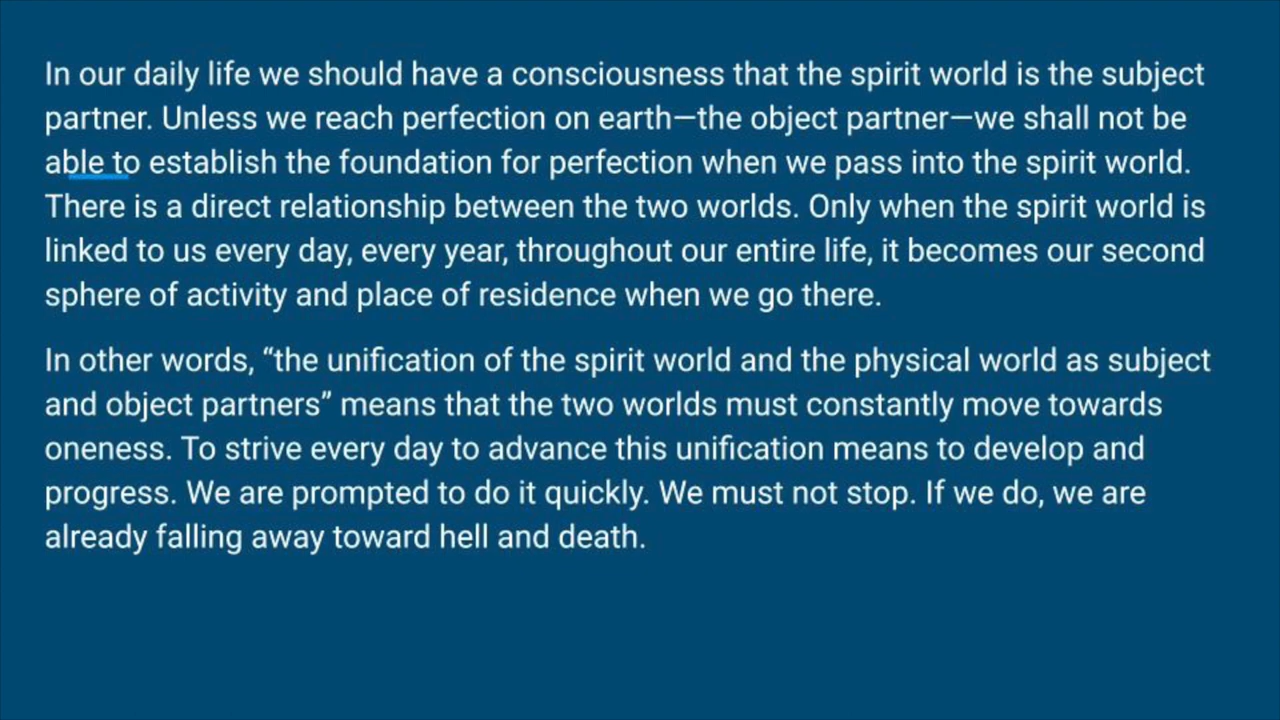 In our daily life we should have a consciousness that the spirit world is the subject
partner. Unless we reach perfection on earth—the object partner—we shall not be
able to establish the foundation for perfection when we pass into the spirit world.
There is a direct relationship between the two worlds. Only when the spirit world is
linked to us every day, every year, throughout our entire life, it becomes our second
sphere of activity and place of residence when we go there.
In other words, “the unification of the spirit world and the physical world as subject
and object partners” means that the two worlds must constantly move towards
oneness. To strive every day to advance this unification means to develop and
progress. We are prompted to do it quickly. We must not stop. If we do, we are
already falling away toward hell and death.